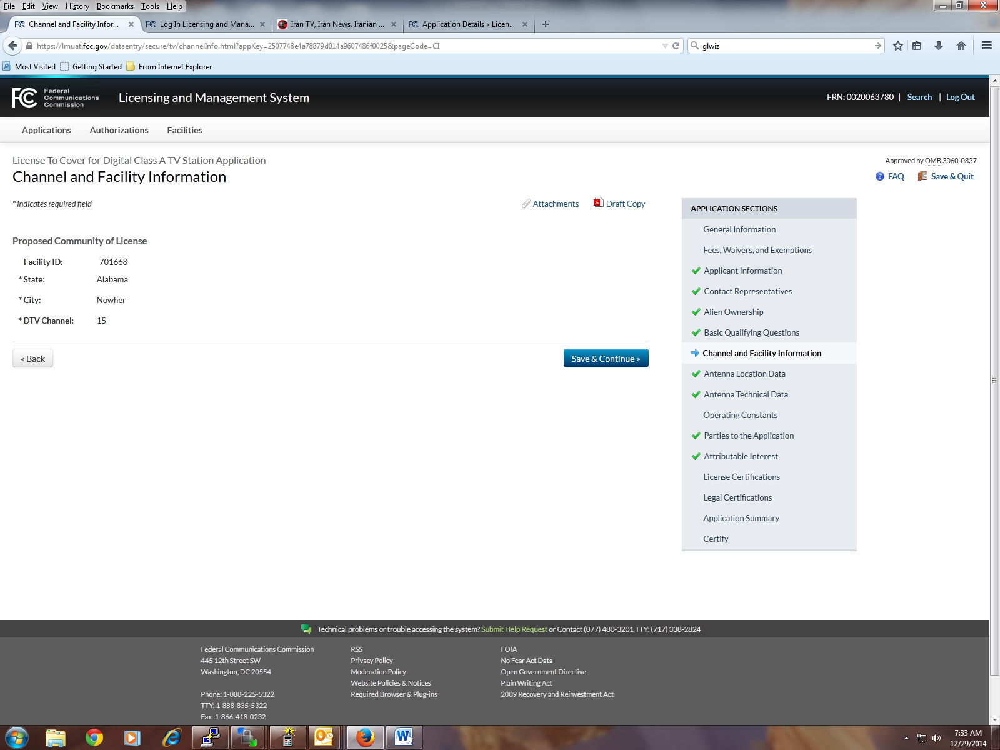 File Edit View History Bookmarks Tools Help
Channel and Facility Infor...
Log In Licensing and Mana...
Iran TV, Iran News. Iranian ...
Application Details « Licen...
https://lmuat.fcc.gov/dataentry/secure/tv/channelInfo.html?appKey=2507748e4a78879d014a9607486f0025&pageCode=CI
glwiz
Most Visited Getting Started From Internet Explorer
FC Federal Communications Commission
Licensing and Management System
FRN: 0020063780 | Search | Log Out
Applications Authorizations Facilities
License To Cover for Digital Class A TV Station Application
Approved by OMB 3060-0837
Channel and Facility Information
FAQ Save & Quit
* indicates required field
Attachments Draft Copy
Proposed Community of License
Facility ID: 701668
* State: Alabama
* City: Nowher
* DTV Channel: 15
« Back
Save & Continue »
APPLICATION SECTIONS
General Information
Fees, Waivers, and Exemptions
Applicant Information
Contact Representatives
Alien Ownership
Basic Qualifying Questions
Channel and Facility Information
Antenna Location Data
Antenna Technical Data
Operating Constants
Parties to the Application
Attributable Interest
License Certifications
Legal Certifications
Application Summary
Certify
Technical problems or trouble accessing the system? Submit Help Request or Contact (877) 480-3201 TTY: (717) 338-2824
Federal Communications Commission
445 12th Street SW
Washington, DC 20554
Phone: 1-888-225-5322
TTY: 1-888-835-5322
Fax: 1-866-418-0232
RSS
Privacy Policy
Moderation Policy
Website Policies & Notices
Required Browser & Plug-ins
FOIA
No Fear Act Data
Open Government Directive
Plain Writing Act
2009 Recovery and Reinvestment Act
7:33 AM
12/29/2014